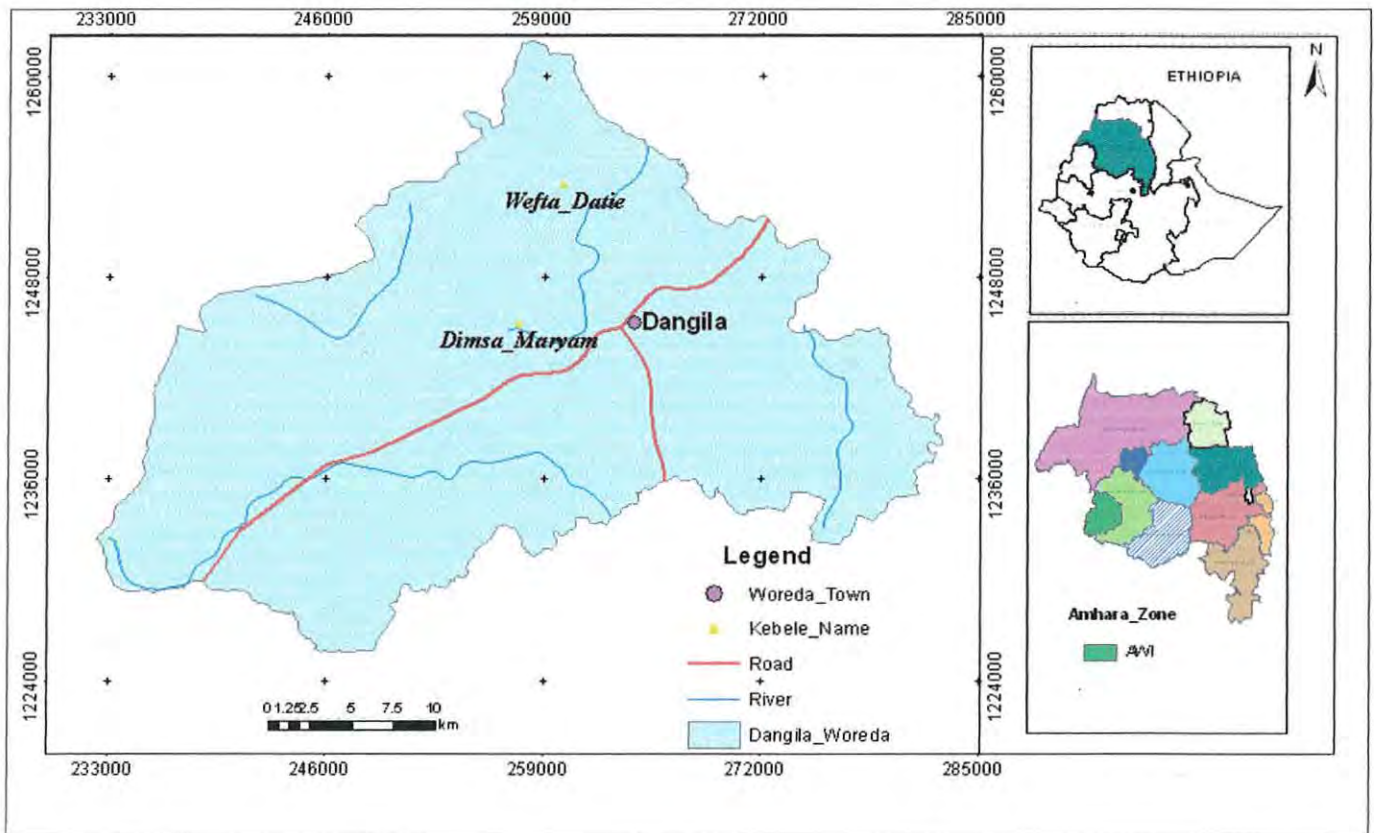 233000 246000 259000 272000 285000
1260000
1248000
1236000
1224000
Wefta_Datie
Dangila
Dimsa_Maryam
Legend
Woreda_Town
Kebele_Name
Road
River
Dangila_Woreda
0 1.25 2.5 5 7.5 10
km
1260000
1248000
1236000
1224000
233000 246000 259000 272000 285000
N
ETHIOPIA
Amhara_Zone
AWI